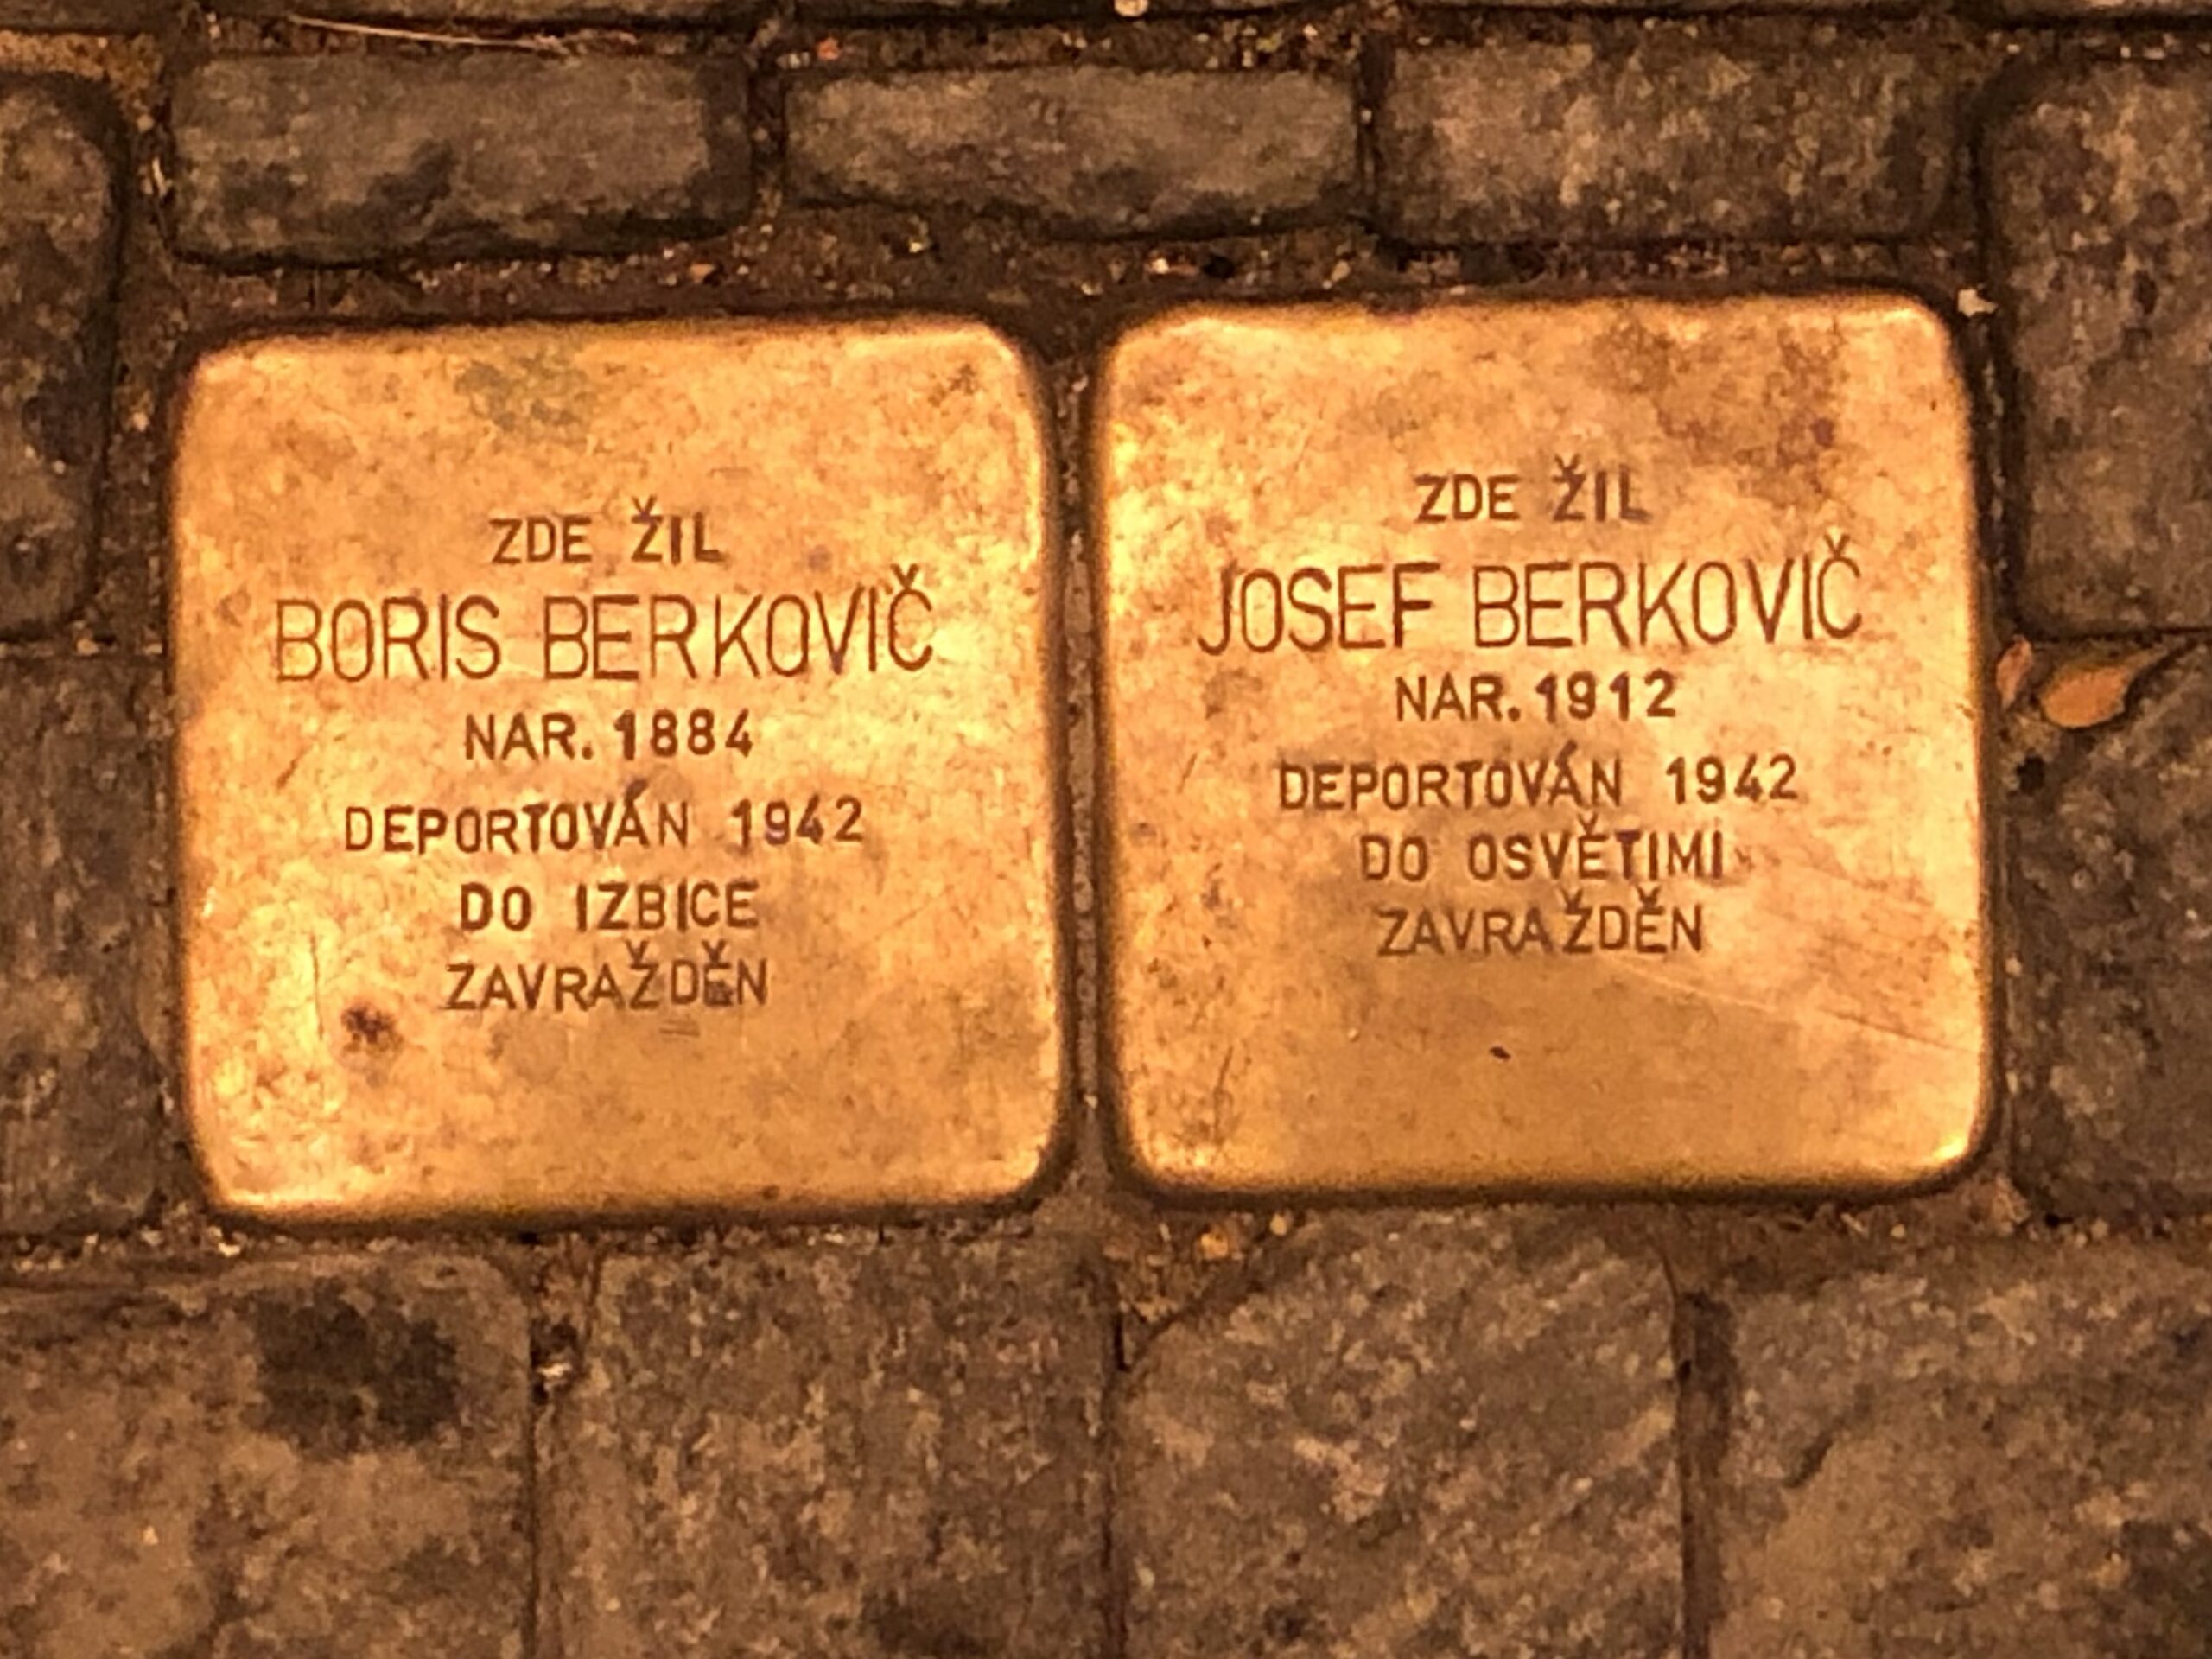 ZDE ŽIL
BORIS BERKOVIČ
NAR. 1884
DEPORTOVÁN 1942
DO IZBICE
ZAVRAŽDĚN
ZDE ŽIL
JOSEF BERKOVIČ
NAR. 1912
DEPORTOVÁN 1942
DO OSVĚTIMI
ZAVRAŽDĚN